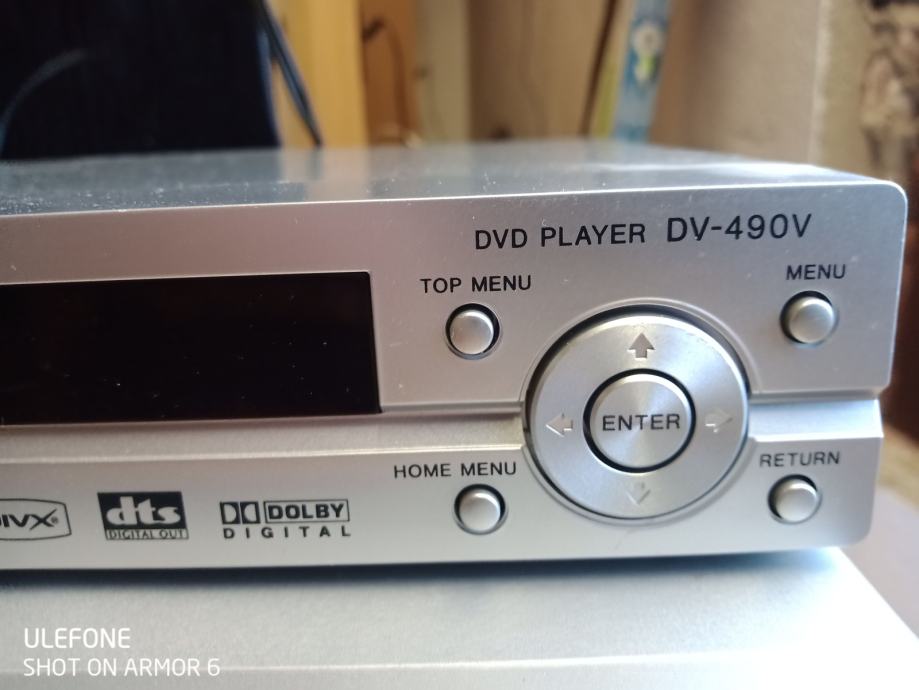 DVD PLAYER DV-490V
TOP MENU
MENU
ENTER
HOME MENU
RETURN
DIVX
dts
DIGITAL OUT
DOLBY
DIGITAL
ULEFONE
SHOT ON ARMOR 6